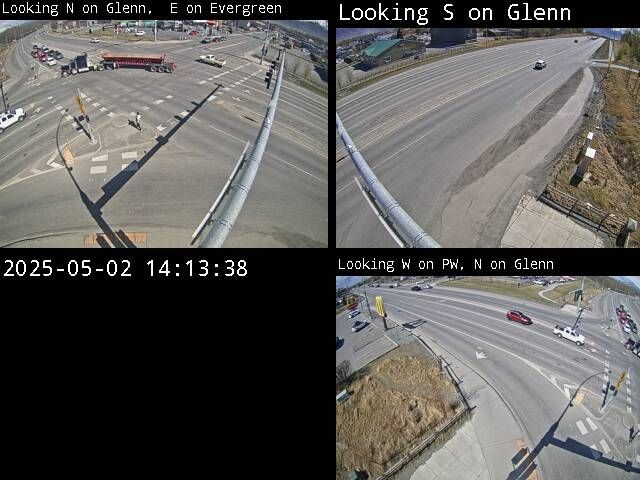 Looking N on Glenn, E on Evergreen
Looking S on Glenn
2025-05-02 14:13:38
Looking W on PW, N on Glenn